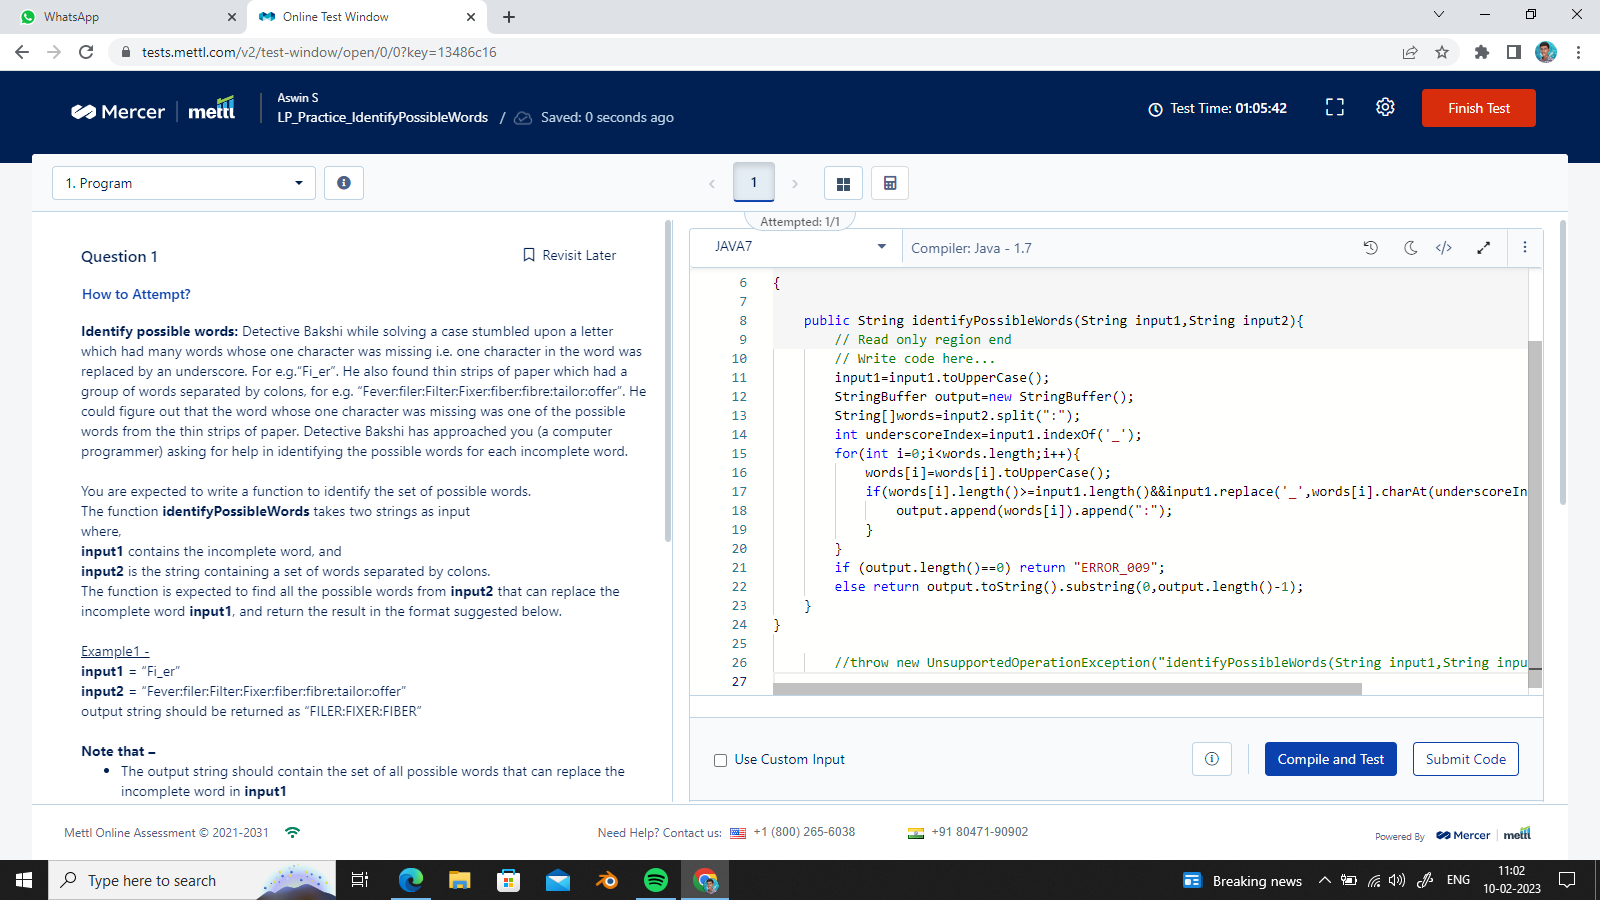 WhatsApp
Online Test Window
tests.mettl.com/v2/test-window/open/0/0?key=13486c16
Mercer
mettl
Aswin S
LP_Practice_IdentifyPossibleWords / Saved: 0 seconds ago
Test Time: 01:05:42
Finish Test
1. Program
1
Attempted: 1/1
Question 1
Revisit Later
How to Attempt?
Identify possible words: Detective Bakshi while solving a case stumbled upon a letter
which had many words whose one character was missing i.e. one character in the word was
replaced by an underscore. For e.g.“Fi_er”. He also found thin strips of paper which had a
group of words separated by colons, for e.g. “Fever:filer:Filter:Fixer:fiber:fibre:tailor:offer”. He
could figure out that the word whose one character was missing was one of the possible
words from the thin strips of paper. Detective Bakshi has approached you (a computer
programmer) asking for help in identifying the possible words for each incomplete word.
You are expected to write a function to identify the set of possible words.
The function identifyPossibleWords takes two strings as input
where,
input1 contains the incomplete word, and
input2 is the string containing a set of words separated by colons.
The function is expected to find all the possible words from input2 that can replace the
incomplete word input1, and return the result in the format suggested below.
Example1 -
input1 = “Fi_er”
input2 = “Fever:filer:Filter:Fixer:fiber:fibre:tailor:offer”
output string should be returned as “FILER:FIXER:FIBER”
Note that –
• The output string should contain the set of all possible words that can replace the
incomplete word in input1
JAVA7
Compiler: Java - 1.7
6 {
7
8 public String identifyPossibleWords(String input1,String input2){
9 // Read only region end
10 // Write code here...
11 input1=input1.toUpperCase();
12 StringBuffer output=new StringBuffer();
13 String[]words=input2.split(":");
14 int underscoreIndex=input1.indexOf('_');
15 for(int i=0;i<words.length;i++){
16 words[i]=words[i].toUpperCase();
17 if(words[i].length()>=input1.length()&&input1.replace('_',words[i].charAt(underscoreIn
18 output.append(words[i]).append(":");
19 }
20 }
21 if (output.length()==0) return "ERROR_009";
22 else return output.toString().substring(0,output.length()-1);
23 }
24 }
25
26 //throw new UnsupportedOperationException("identifyPossibleWords(String input1,String inpu
27
Use Custom Input
Compile and Test
Submit Code
Mettl Online Assessment © 2021-2031
Need Help? Contact us: +1 (800) 265-6038 +91 80471-90902
Powered By Mercer mettl
Type here to search
Breaking news
ENG
11:02
10-02-2023